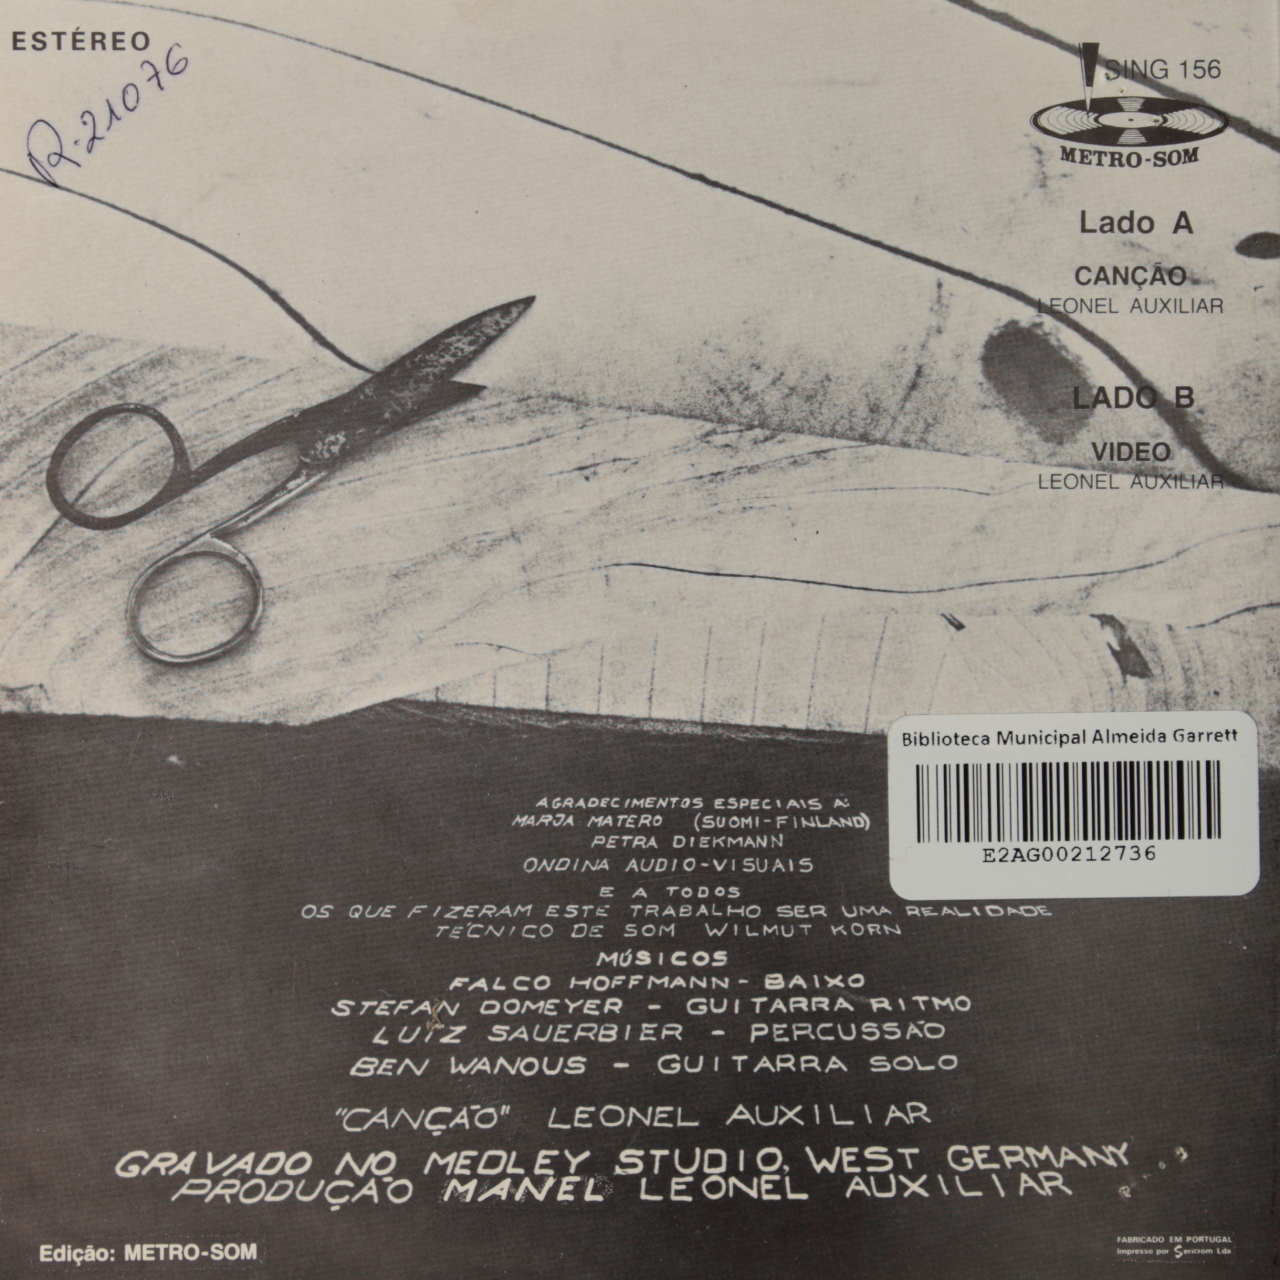 ESTÉREO
R-21076
SING 156
METRO-SOM
Lado A
CANÇÃO
LEONEL AUXILIAR
LADO B
VIDEO
LEONEL AUXILIAR
Biblioteca Municipal Almeida Garrett
E2AG00212736
AGRADECIMENTOS ESPECIAIS A:
MARJA MATERO (SUOMI-FINLAND)
PETRA DIEKMANN
ONDINA AUDIO-VISUAIS
E A TODOS
OS QUE FIZERAM ESTE TRABALHO SER UMA REALIDADE
TÉCNICO DE SOM WILMUT KORN
MÚSICOS
FALCO HOFFMANN - BAIXO
STEFAN DOMEYER - GUITARRA RITMO
LUIZ SAUERBIER - PERCUSSÃO
BEN WANOUS - GUITARRA SOLO
"CANÇÃO" LEONEL AUXILIAR
GRAVADO NO MEDLEY STUDIO, WEST GERMANY
PRODUÇÃO MANEL LEONEL AUXILIAR
Edição: METRO-SOM
FABRICADO EM PORTUGAL
Impresso por Sericrom Lda